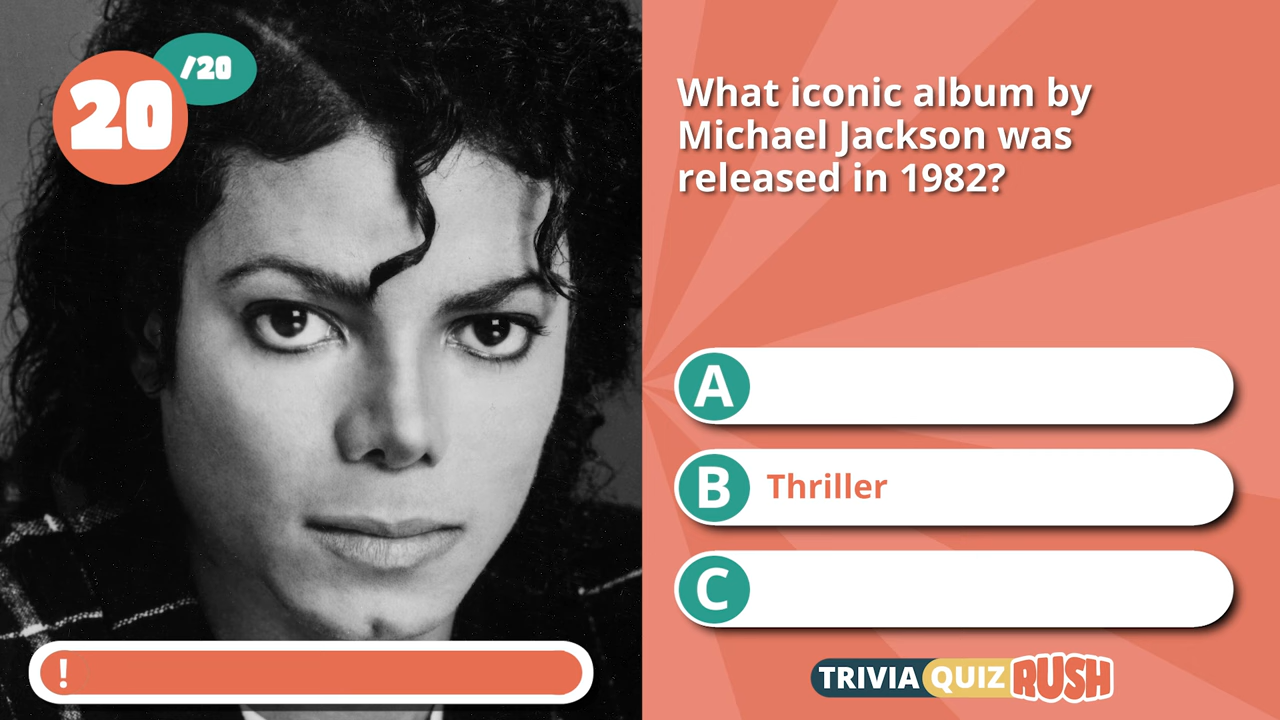 20
/20
What iconic album by
Michael Jackson was
released in 1982?
A
B Thriller
C
!
TRIVIA QUIZ RUSH